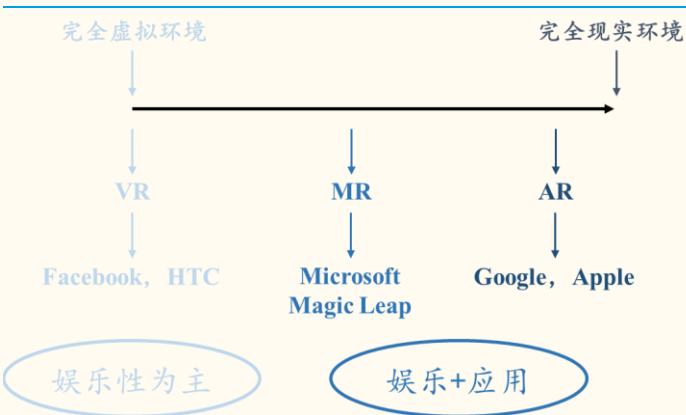 完全虚拟环境
完全现实环境
VR
MR
AR
Facebook，HTC
Microsoft
Magic Leap
Google，Apple
娱乐性为主
娱乐+应用